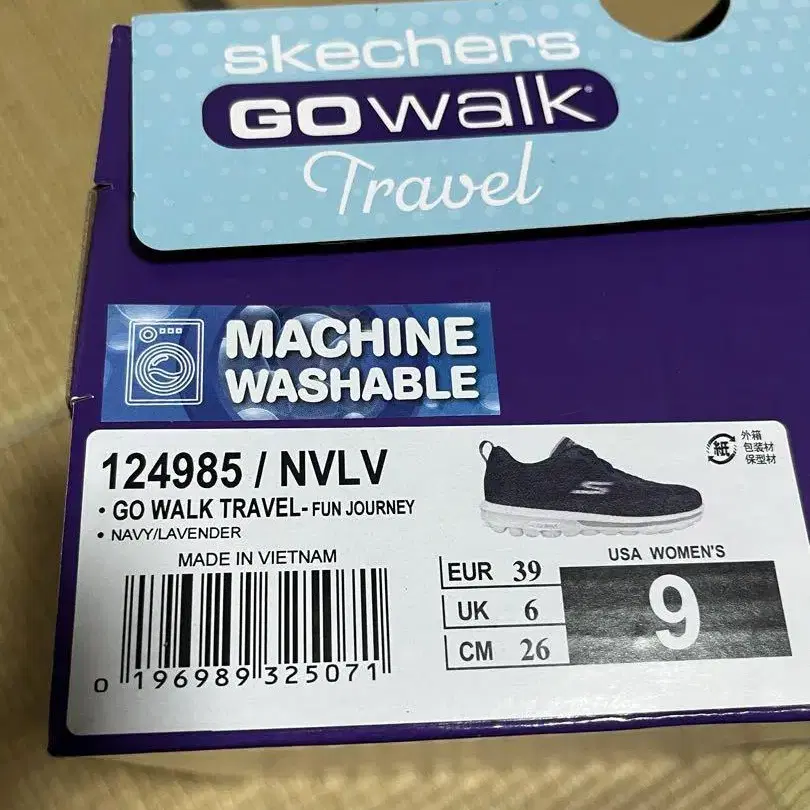 skechers
GOwalk®
Travel
MACHINE
WASHABLE
124985 / NVLV
• GO WALK TRAVEL- FUN JOURNEY
• NAVY/LAVENDER
MADE IN VIETNAM
0 196989 325071
紙
外箱
包装材
保型材
USA WOMEN'S
EUR 39
UK 6
CM 26
9